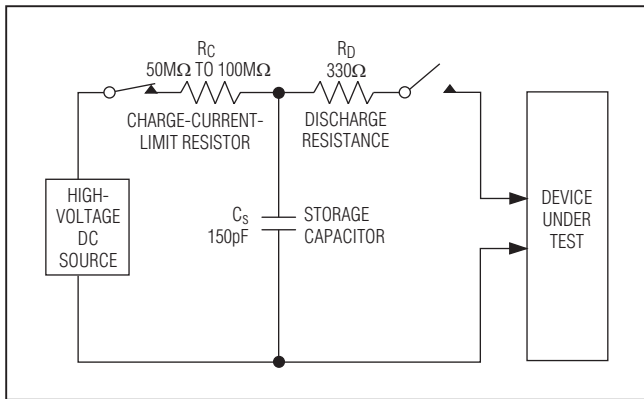 RC
50MΩ TO 100MΩ
CHARGE-CURRENT-
LIMIT RESISTOR
RD
330Ω
DISCHARGE
RESISTANCE
HIGH-
VOLTAGE
DC
SOURCE
CS
150pF
STORAGE
CAPACITOR
DEVICE
UNDER
TEST